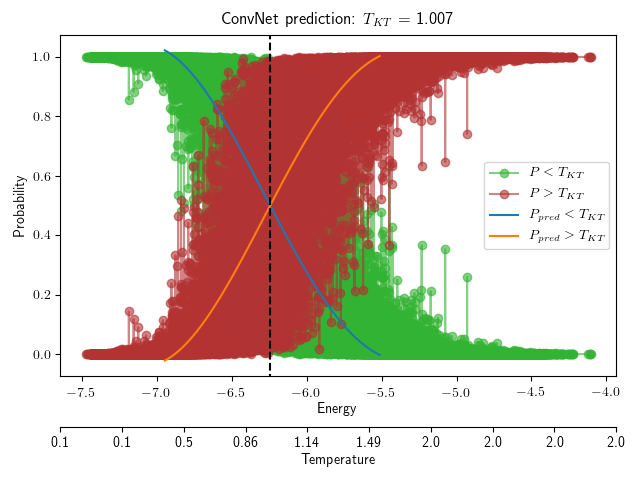 ConvNet prediction: $T_{KT}$ = 1.007
Probability
1.0
0.8
0.6
0.4
0.2
0.0
$P < T_{KT}$
$P > T_{KT}$
$P_{pred} < T_{KT}$
$P_{pred} > T_{KT}$
−7.5 −7.0 −6.5 −6.0 −5.5 −5.0 −4.5 −4.0
Energy
0.1 0.1 0.5 0.86 1.14 1.49 2.0 2.0 2.0 2.0
Temperature